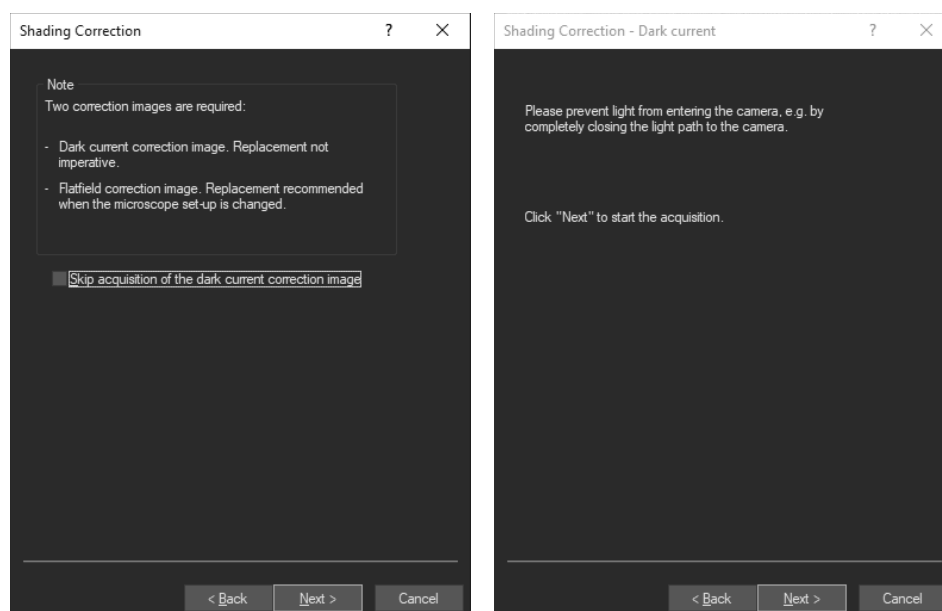 Shading Correction
?
×
Note
Two correction images are required:
- Dark current correction image. Replacement not
imperative.
- Flatfield correction image. Replacement recommended
when the microscope set-up is changed.
Skip acquisition of the dark current correction image
< Back
Next >
Cancel
Shading Correction - Dark current
?
×
Please prevent light from entering the camera, e.g. by
completely closing the light path to the camera.
Click "Next" to start the acquisition.
< Back
Next >
Cancel